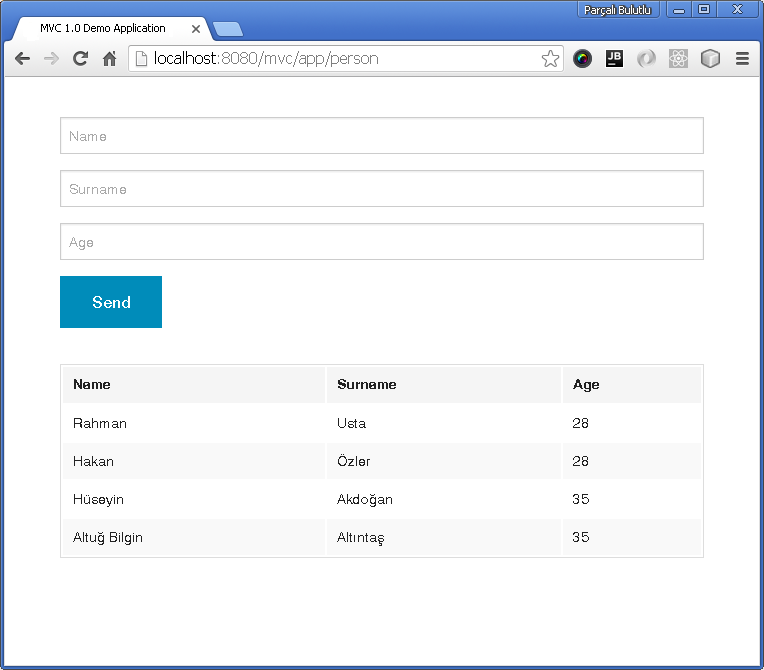 Parçalı Bulutlu
MVC 1.0 Demo Application
localhost:8080/mvc/app/person
JB
Name
Surname
Age
Send
Name Surname Age
Rahman Usta 28
Hakan Özler 28
Hüseyin Akdoğan 35
Altuğ Bilgin Altıntaş 35